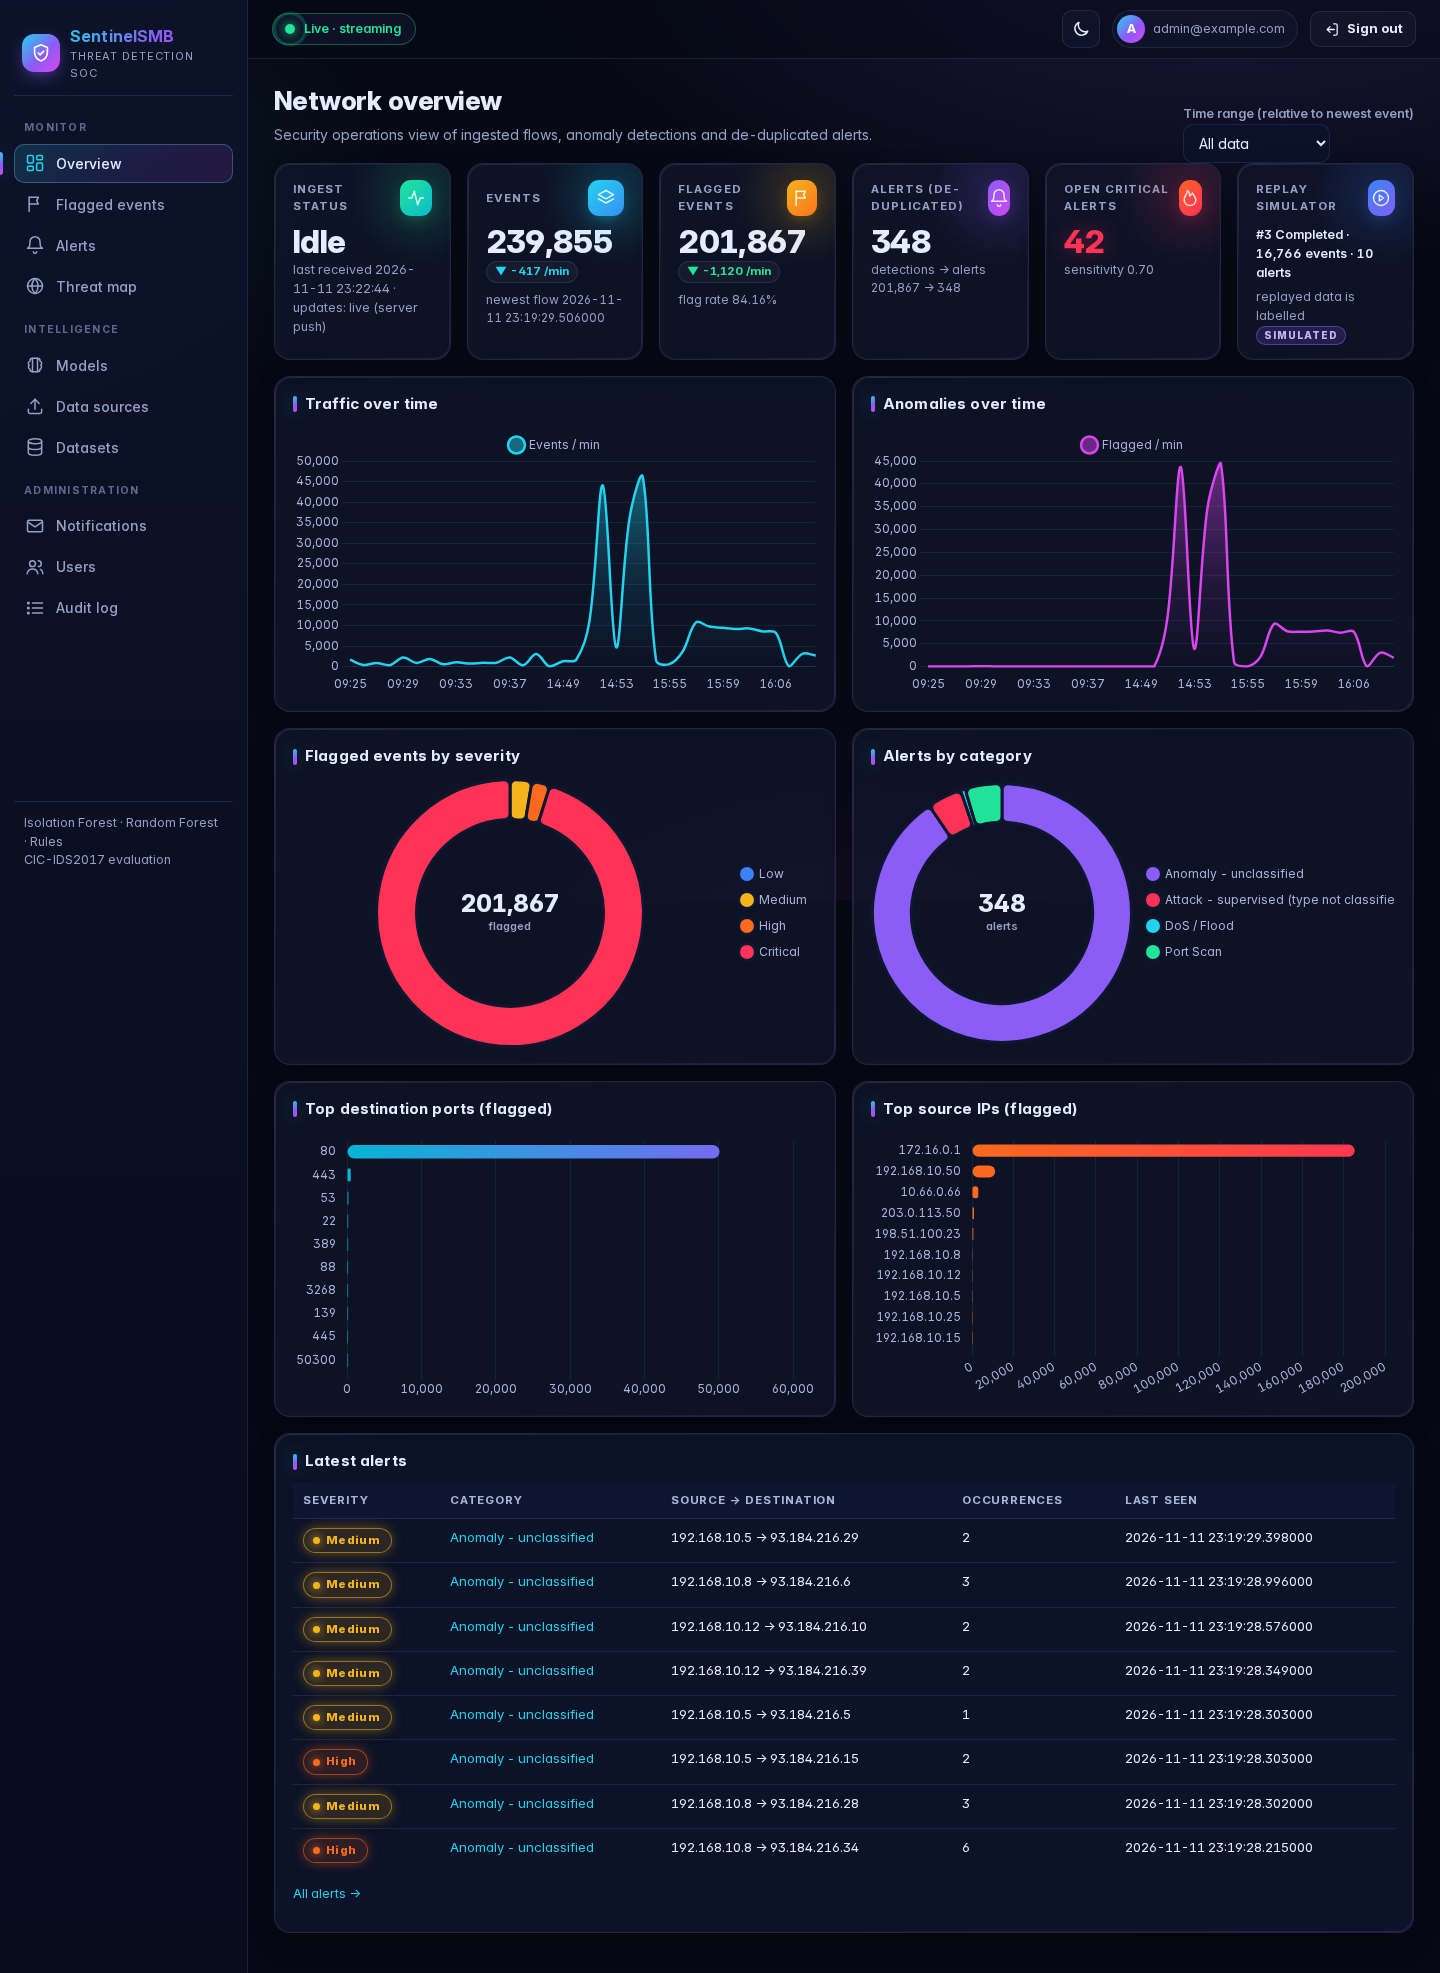 SentinelSMB
THREAT DETECTION
SOC
MONITOR
Overview
Flagged events
Alerts
Threat map
INTELLIGENCE
Models
Data sources
Datasets
ADMINISTRATION
Notifications
Users
Audit log
Isolation Forest · Random Forest
· Rules
CIC-IDS2017 evaluation
Live · streaming
A
admin@example.com
Sign out
Network overview
Security operations view of ingested flows, anomaly detections and de-duplicated alerts.
Time range (relative to newest event)
All data
INGEST
STATUS
Idle
last received 2026-
11-11 23:22:44 ·
updates: live (server
push)
EVENTS
239,855
▼ -417 /min
newest flow 2026-11-
11 23:19:29.506000
FLAGGED
EVENTS
201,867
▼ -1,120 /min
flag rate 84.16%
ALERTS (DE-
DUPLICATED)
348
detections → alerts
201,867 → 348
OPEN CRITICAL
ALERTS
42
sensitivity 0.70
REPLAY
SIMULATOR
#3 Completed ·
16,766 events · 10
alerts
replayed data is
labelled
SIMULATED
Traffic over time
Events / min
50,000
45,000
40,000
35,000
30,000
25,000
20,000
15,000
10,000
5,000
0
09:25 09:29 09:33 09:37 14:49 14:53 15:55 15:59 16:06
Anomalies over time
Flagged / min
45,000
40,000
35,000
30,000
25,000
20,000
15,000
10,000
5,000
0
09:25 09:29 09:33 09:37 14:49 14:53 15:55 15:59 16:06
Flagged events by severity
201,867
flagged
Low
Medium
High
Critical
Alerts by category
348
alerts
Anomaly - unclassified
Attack - supervised (type not classifie
DoS / Flood
Port Scan
Top destination ports (flagged)
80
443
53
22
389
88
3268
139
445
50300
0 10,000 20,000 30,000 40,000 50,000 60,000
Top source IPs (flagged)
172.16.0.1
192.168.10.50
10.66.0.66
203.0.113.50
198.51.100.23
192.168.10.8
192.168.10.12
192.168.10.5
192.168.10.25
192.168.10.15
0 20,000 40,000 60,000 80,000 100,000 120,000 140,000 160,000 180,000 200,000
Latest alerts
SEVERITY CATEGORY SOURCE → DESTINATION OCCURRENCES LAST SEEN
Medium Anomaly - unclassified 192.168.10.5 → 93.184.216.29 2 2026-11-11 23:19:29.398000
Medium Anomaly - unclassified 192.168.10.8 → 93.184.216.6 3 2026-11-11 23:19:28.996000
Medium Anomaly - unclassified 192.168.10.12 → 93.184.216.10 2 2026-11-11 23:19:28.576000
Medium Anomaly - unclassified 192.168.10.12 → 93.184.216.39 2 2026-11-11 23:19:28.349000
Medium Anomaly - unclassified 192.168.10.5 → 93.184.216.5 1 2026-11-11 23:19:28.303000
High Anomaly - unclassified 192.168.10.5 → 93.184.216.15 2 2026-11-11 23:19:28.303000
Medium Anomaly - unclassified 192.168.10.8 → 93.184.216.28 3 2026-11-11 23:19:28.302000
High Anomaly - unclassified 192.168.10.8 → 93.184.216.34 6 2026-11-11 23:19:28.215000
All alerts →